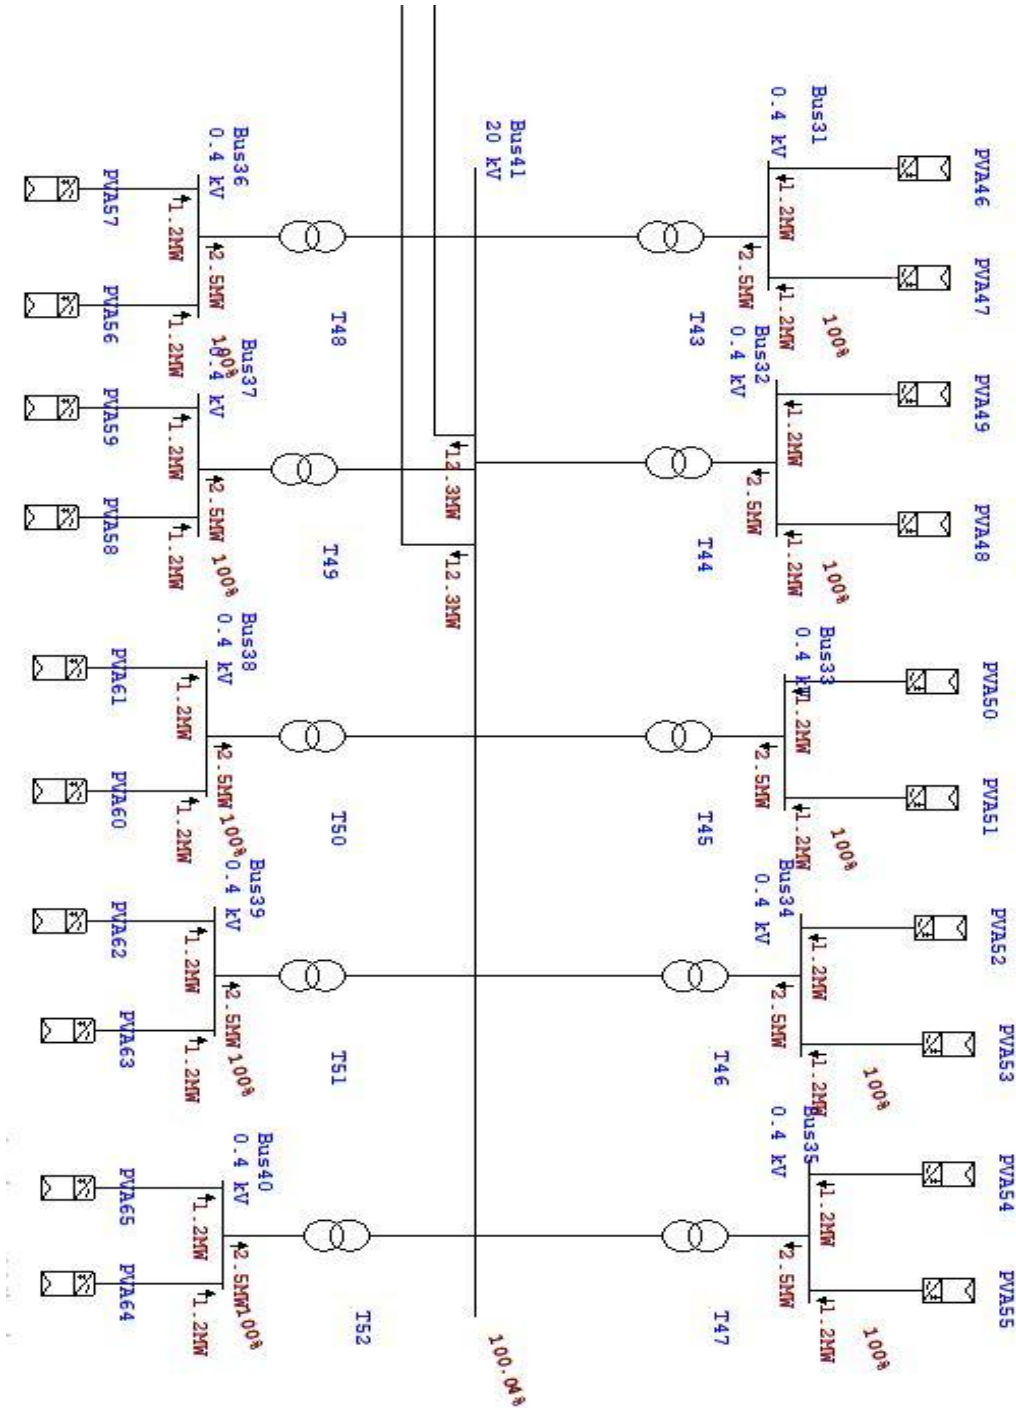 PVA46
PVA47
Bus31
0.4 kV
1.2MW
2.5MW
1.2MW
100%
T43
PVA49
PVA48
Bus32
0.4 kV
1.2MW
2.5MW
1.2MW
100%
T44
PVA50
PVA51
Bus33
0.4 kV
1.2MW
2.5MW
1.2MW
100%
T45
PVA52
PVA53
Bus34
0.4 kV
1.2MW
2.5MW
1.2MW
100%
T46
PVA54
PVA55
Bus35
0.4 kV
1.2MW
2.5MW
1.2MW
100%
T47
Bus41
20 kV
12.3MW
12.3MW
100.04%
Bus36
0.4 kV
PVA57
1.2MW
2.5MW
PVA56
1.2MW
100%
T48
Bus37
0.4 kV
PVA59
1.2MW
2.5MW
PVA58
1.2MW
100%
T49
Bus38
0.4 kV
PVA61
1.2MW
2.5MW
PVA60
1.2MW
100%
T50
Bus39
0.4 kV
PVA62
1.2MW
2.5MW
PVA63
1.2MW
100%
T51
Bus40
0.4 kV
PVA65
1.2MW
2.5MW
PVA64
1.2MW
100%
T52